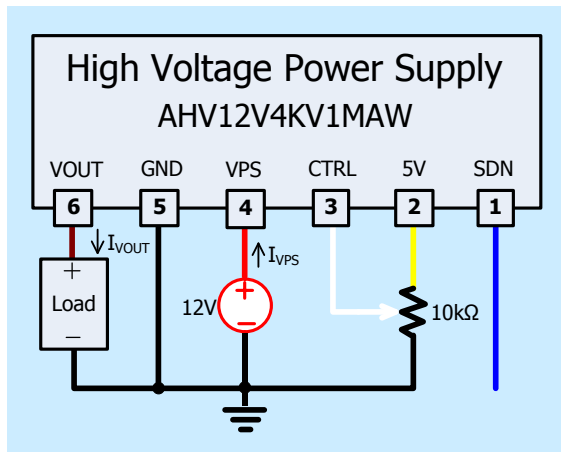 High Voltage Power Supply
AHV12V4KV1MAW
VOUT GND VPS CTRL 5V SDN
6 5 4 3 2 1
IVOUT IVPS
+ +
Load 12V 10kΩ
− −